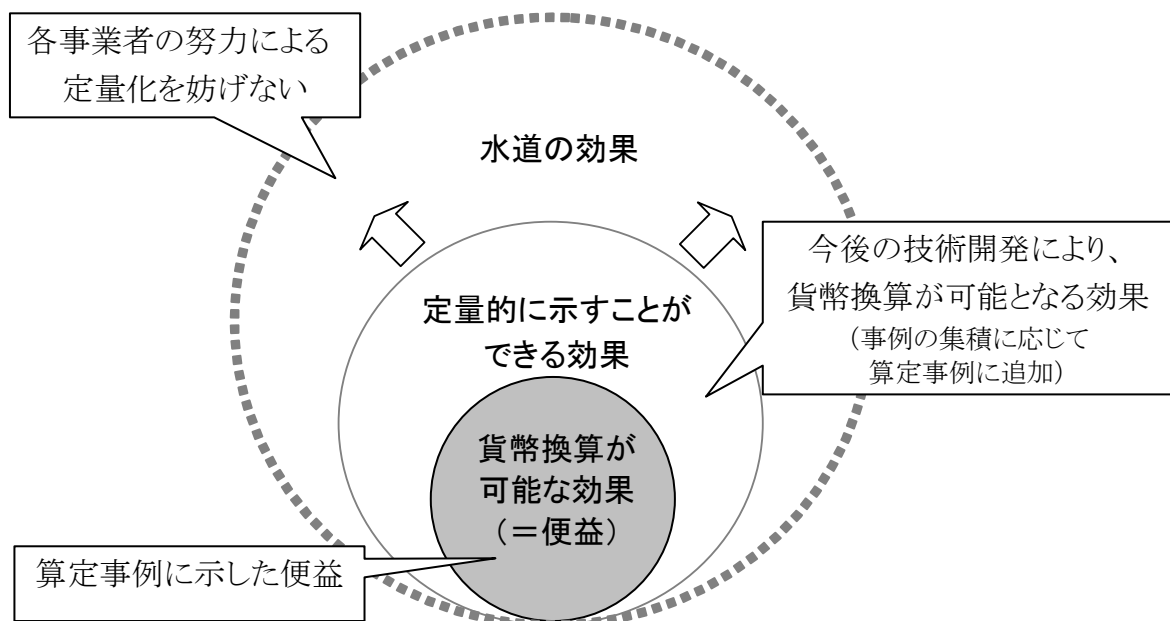 各事業者の努力による
定量化を妨げない
水道の効果
今後の技術開発により、
貨幣換算が可能となる効果
（事例の集積に応じて
算定事例に追加）
定量的に示すことが
できる効果
貨幣換算が
可能な効果
（＝便益）
算定事例に示した便益